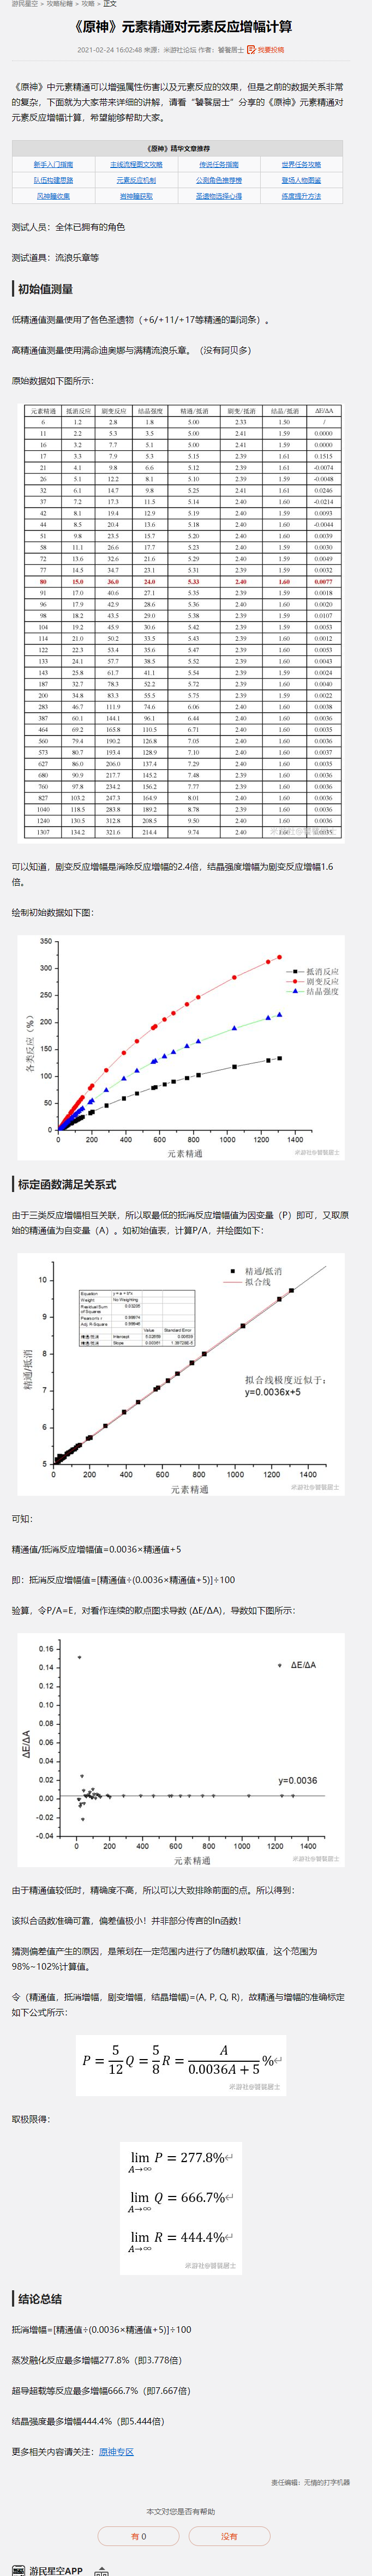 游民星空 > 攻略秘籍 > 攻略 > 正文
《原神》元素精通对元素反应增幅计算
2021-02-24 16:02:48 来源：米游社论坛 作者：饕餮居士 我要投稿
《原神》中元素精通可以增强属性伤害以及元素反应的效果，但是之前的数据关系非常
的复杂，下面就为大家带来详细的讲解，请看“饕餮居士”分享的《原神》元素精通对
元素反应增幅计算，希望能够帮助大家。
《原神》精华文章推荐
新手入门指南 主线流程图文攻略 传说任务指南 世界任务攻略
队伍构建思路 元素反应机制 公测角色推荐榜 登场人物图鉴
风神瞳收集 岩神瞳获取 圣遗物选择心得 练度提升方法
测试人员：全体已拥有的角色
测试道具：流浪乐章等
初始值测量
低精通值测量使用了各色圣遗物（+6/+11/+17等精通的副词条）。
高精通值测量使用满命迪奥娜与满精流浪乐章。（没有阿贝多）
原始数据如下图所示：
元素精通 抵消反应 剧变反应 结晶强度 精通/抵消 剧变/抵消 结晶/抵消 ΔE/ΔA
6 1.2 2.8 1.8 5.00 2.33 1.50 /
11 2.2 5.3 3.5 5.00 2.41 1.59 0.0000
16 3.2 7.7 5.1 5.00 2.41 1.59 0.0000
17 3.3 7.9 5.3 5.15 2.39 1.61 0.1515
21 4.1 9.8 6.6 5.12 2.39 1.61 -0.0074
26 5.1 12.2 8.1 5.10 2.39 1.59 -0.0048
32 6.1 14.7 9.8 5.25 2.41 1.61 0.0246
37 7.2 17.3 11.5 5.14 2.40 1.60 -0.0214
42 8.1 19.4 12.9 5.19 2.40 1.59 0.0093
44 8.5 20.4 13.6 5.18 2.40 1.60 -0.0044
51 9.8 23.5 15.7 5.20 2.40 1.60 0.0039
58 11.1 26.6 17.7 5.23 2.40 1.59 0.0030
72 13.6 32.6 21.6 5.29 2.40 1.59 0.0049
77 14.5 34.7 23.1 5.31 2.39 1.59 0.0032
80 15.0 36.0 24.0 5.33 2.40 1.60 0.0077
91 17.0 40.6 27.1 5.35 2.39 1.59 0.0018
96 17.9 42.9 28.6 5.36 2.40 1.60 0.0020
98 18.2 43.5 29.0 5.38 2.39 1.59 0.0107
104 19.2 45.9 30.6 5.42 2.39 1.59 0.0053
114 21.0 50.2 33.5 5.43 2.39 1.60 0.0012
122 22.3 53.4 35.6 5.47 2.39 1.60 0.0053
133 24.1 57.7 38.5 5.52 2.39 1.60 0.0043
143 25.8 61.7 41.1 5.54 2.39 1.59 0.0024
187 32.7 78.3 52.2 5.72 2.39 1.60 0.0040
200 34.8 83.3 55.5 5.75 2.39 1.59 0.0022
283 46.7 111.9 74.6 6.06 2.40 1.60 0.0038
387 60.1 144.1 96.1 6.44 2.40 1.60 0.0036
464 69.2 165.8 110.5 6.71 2.40 1.60 0.0035
560 79.4 190.2 126.8 7.05 2.40 1.60 0.0036
573 80.7 193.4 128.9 7.10 2.40 1.60 0.0037
627 86.0 206.0 137.4 7.29 2.40 1.60 0.0035
680 90.9 217.7 145.2 7.48 2.39 1.60 0.0036
760 97.8 234.2 156.2 7.77 2.39 1.60 0.0036
827 103.2 247.3 164.9 8.01 2.40 1.60 0.0036
1040 118.5 283.8 189.2 8.78 2.39 1.60 0.0036
1240 130.5 312.8 208.5 9.50 2.40 1.60 0.0036
1307 134.2 321.6 214.4 9.74 2.40 1.60
可以知道，剧变反应增幅是消除反应增幅的2.4倍，结晶强度增幅为剧变反应增幅1.6
倍。
绘制初始数据如下图：
350
300
250
200
150
100
50
0
各类反应（%）
抵消反应
剧变反应
结晶强度
0 200 400 600 800 1000 1200 1400
元素精通
米游社@饕餮居士
标定函数满足关系式
由于三类反应增幅相互关联，所以取最低的抵消反应增幅值为因变量（P）即可，又取原
始的精通值为自变量（A）。如初始值表，计算P/A，并绘图如下：
精通/抵消
拟合线
10
9
8
7
6
5
精通/抵消
Equation y = a + b*x
Weight No Weighting
Residual Sum of Squares
Pearson's r
Adj. R-Square
Value Standard Error
精通/抵消 Intercept
精通/抵消 Slope
拟合线极度近似于：
y=0.0036x+5
0 200 400 600 800 1000 1200 1400
元素精通
米游社@饕餮居士
可知：
精通值/抵消反应增幅值=0.0036×精通值+5
即：抵消反应增幅值=[精通值÷(0.0036×精通值+5)]÷100
验算，令P/A=E，对看作连续的散点图求导数 (ΔE/ΔA)，导数如下图所示：
0.16
0.14
0.12
0.10
0.08
0.06
0.04
0.02
0.00
-0.02
-0.04
ΔE/ΔA
ΔE/ΔA
y=0.0036
0 200 400 600 800 1000 1200 1400
元素精通
米游社@饕餮居士
由于精通值较低时，精确度不高，所以可以大致排除前面的点。所以得到：
该拟合函数准确可靠，偏差值极小！并非部分传言的ln函数！
猜测偏差值产生的原因，是策划在一定范围内进行了伪随机数取值，这个范围为
98%~102%计算值。
令（精通值，抵消增幅，剧变增幅，结晶增幅)=(A, P, Q, R)，故精通与增幅的准确标定
如下公式所示：
P = 5/12 Q = 5/8 R = A/(0.0036A + 5) %↵
米游社@饕餮居士
取极限得：
lim A→∞ P = 277.8%↵
lim A→∞ Q = 666.7%↵
lim A→∞ R = 444.4%↵
米游社@饕餮居士
结论总结
抵消增幅=[精通值÷(0.0036×精通值+5)]÷100
蒸发融化反应最多增幅277.8%（即3.778倍）
超导超载等反应最多增幅666.7%（即7.667倍）
结晶强度最多增幅444.4%（即5.444倍）
更多相关内容请关注：原神专区
责任编辑：无情的打字机器
本文对您是否有帮助
有 0 没有
游民星空APP